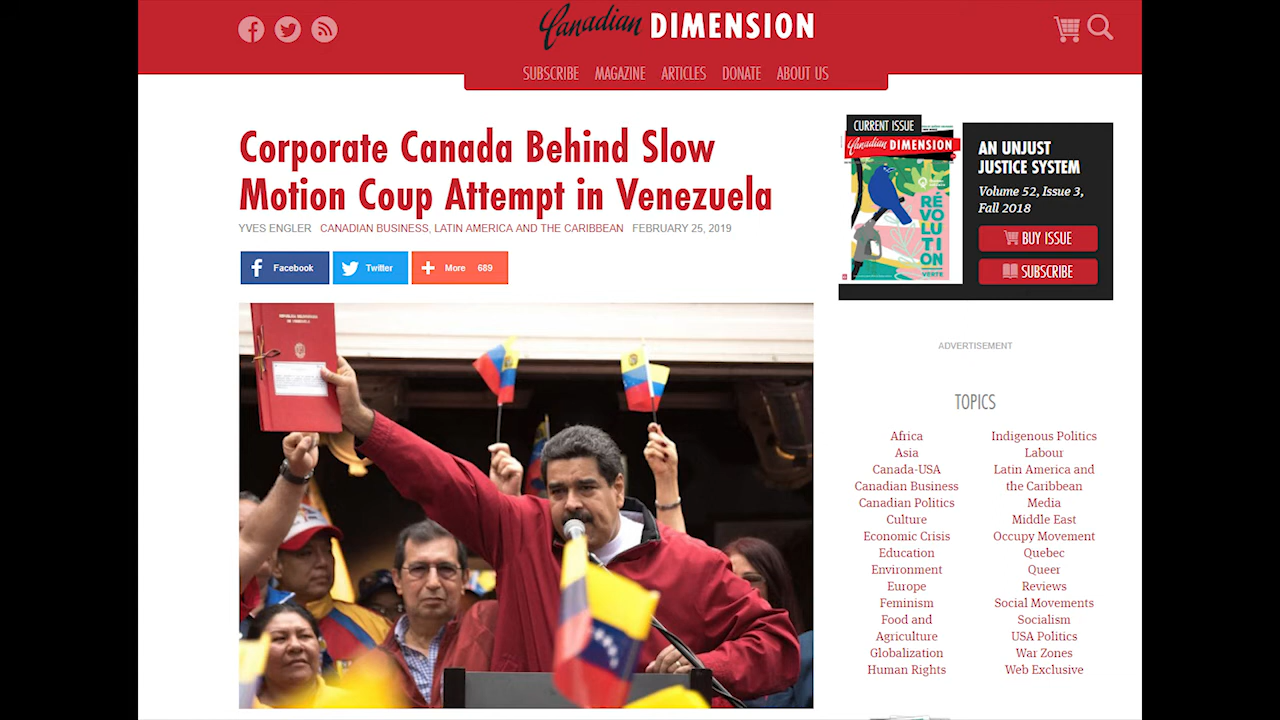 Canadian DIMENSION
SUBSCRIBE MAGAZINE ARTICLES DONATE ABOUT US
Corporate Canada Behind Slow
Motion Coup Attempt in Venezuela
YVES ENGLER CANADIAN BUSINESS, LATIN AMERICA AND THE CARIBBEAN FEBRUARY 25, 2019
Facebook
Twitter
More 689
CURRENT ISSUE
Canadian DIMENSION
RÉVOLUTION
VERTE
AN UNJUST
JUSTICE SYSTEM
Volume 52, Issue 3,
Fall 2018
BUY ISSUE
SUBSCRIBE
ADVERTISEMENT
TOPICS
Africa
Asia
Canada-USA
Canadian Business
Canadian Politics
Culture
Economic Crisis
Education
Environment
Europe
Feminism
Food and
Agriculture
Globalization
Human Rights
Indigenous Politics
Labour
Latin America and
the Caribbean
Media
Middle East
Occupy Movement
Quebec
Queer
Reviews
Social Movements
Socialism
USA Politics
War Zones
Web Exclusive